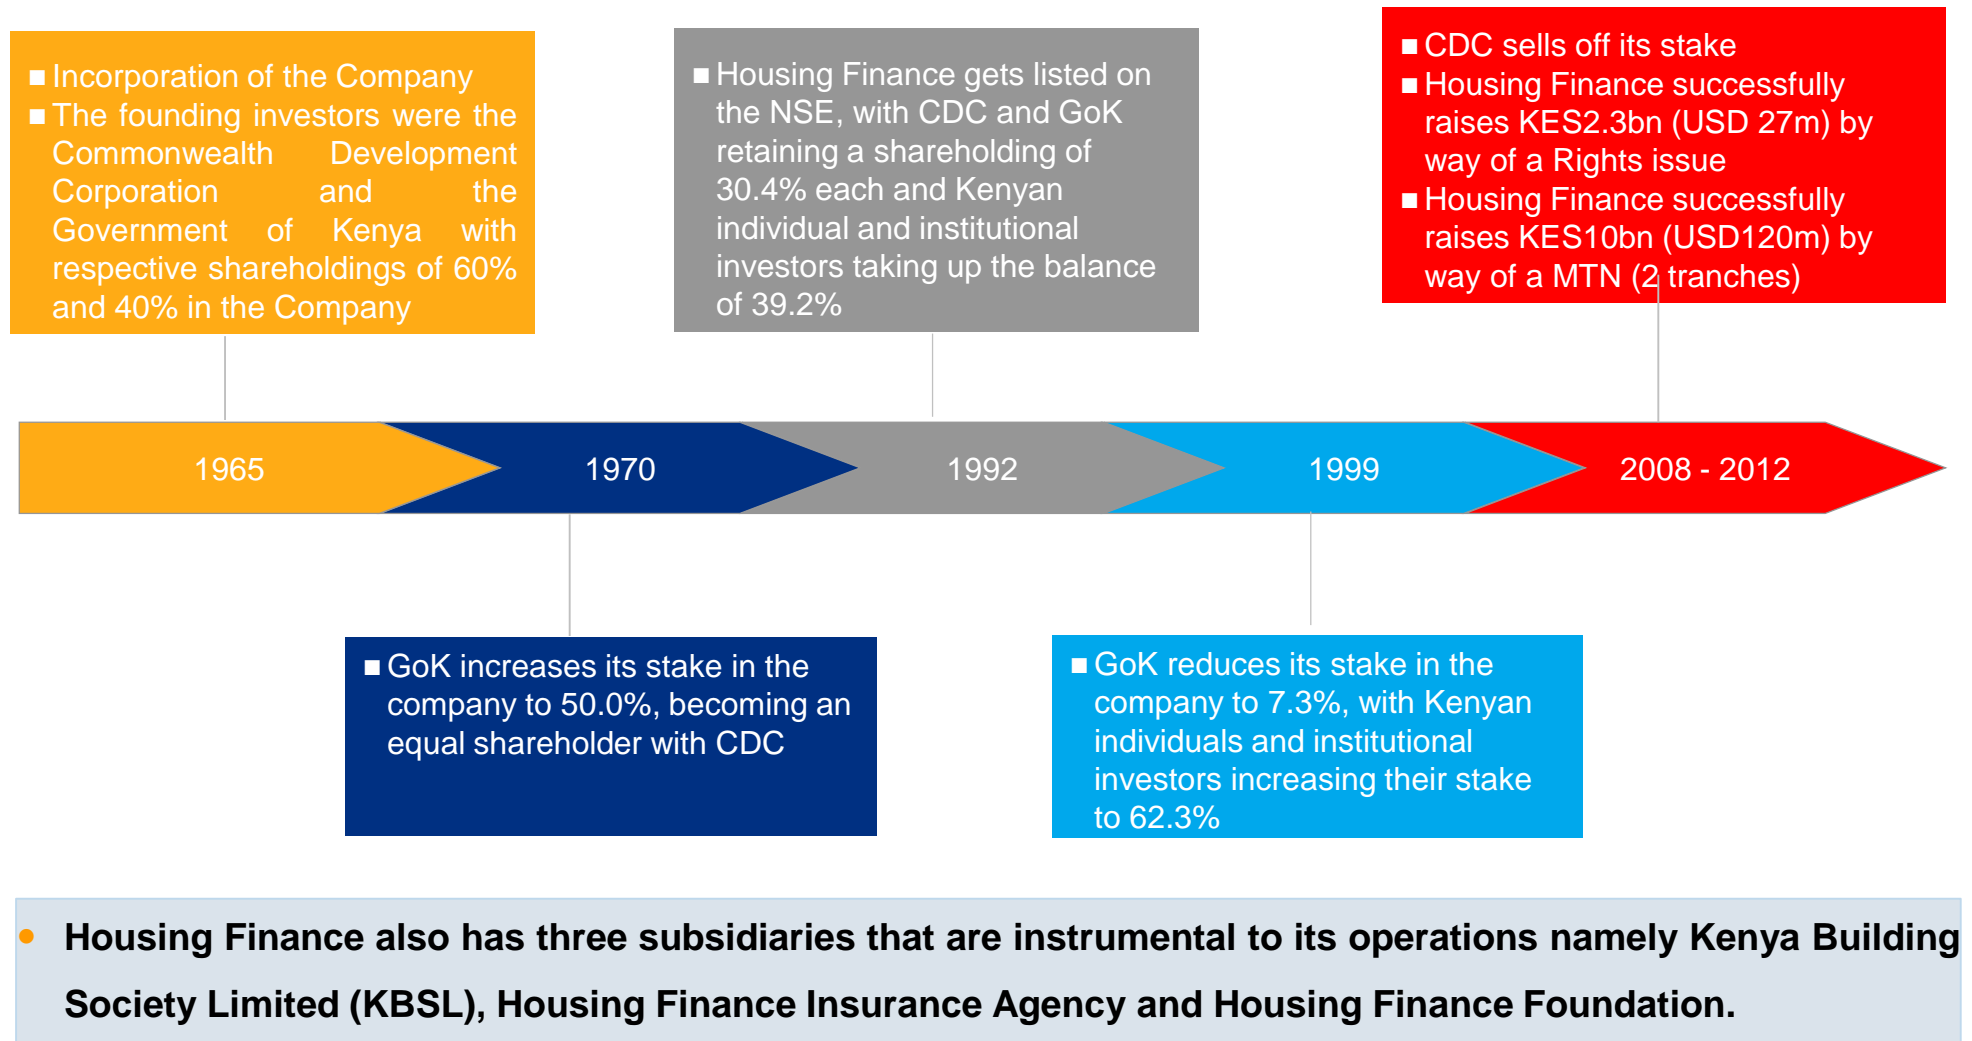 ■ Incorporation of the Company
■ The founding investors were the
Commonwealth Development
Corporation and the
Government of Kenya with
respective shareholdings of 60%
and 40% in the Company
■ Housing Finance gets listed on
the NSE, with CDC and GoK
retaining a shareholding of
30.4% each and Kenyan
individual and institutional
investors taking up the balance
of 39.2%
■ CDC sells off its stake
■ Housing Finance successfully
raises KES2.3bn (USD 27m) by
way of a Rights issue
■ Housing Finance successfully
raises KES10bn (USD120m) by
way of a MTN (2 tranches)
1965
1970
1992
1999
2008 - 2012
■ GoK increases its stake in the
company to 50.0%, becoming an
equal shareholder with CDC
■ GoK reduces its stake in the
company to 7.3%, with Kenyan
individuals and institutional
investors increasing their stake
to 62.3%
• Housing Finance also has three subsidiaries that are instrumental to its operations namely Kenya Building
Society Limited (KBSL), Housing Finance Insurance Agency and Housing Finance Foundation.